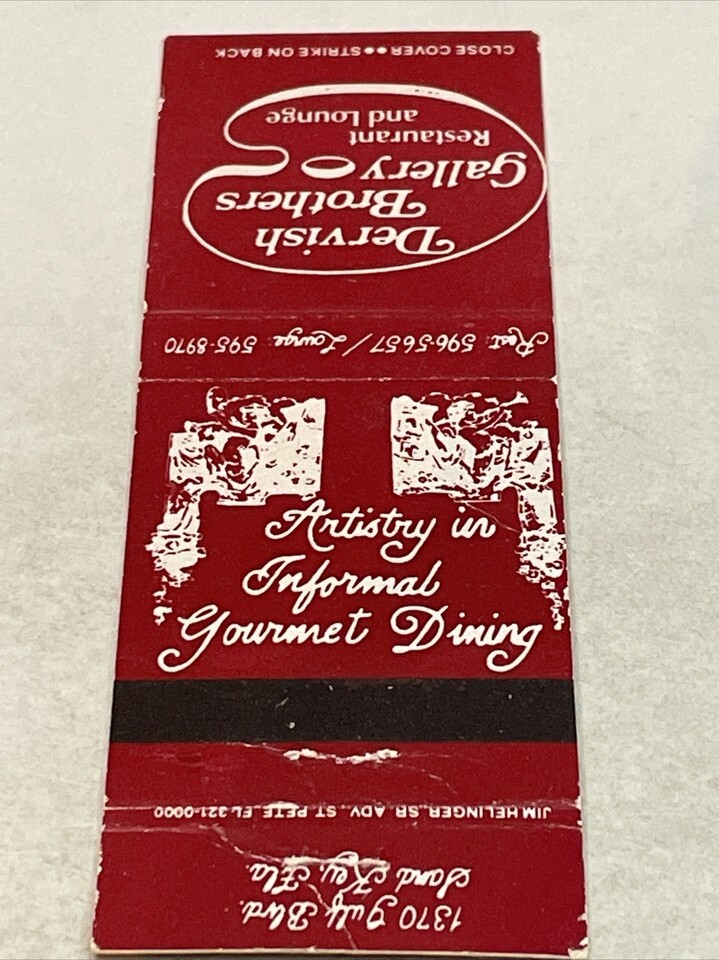 CLOSE COVER●●STRIKE ON BACK
Dervish
Brothers
Gallery
Restaurant
and Lounge
Rest: 596-5657 / Lounge: 595-8970
Artistry in
Informal
Gourmet Dining
JIM HELINGER, SR. ADV., ST. PETE, FL 321-0000
1370 Gulf Blvd.
Sand Key, Fla.